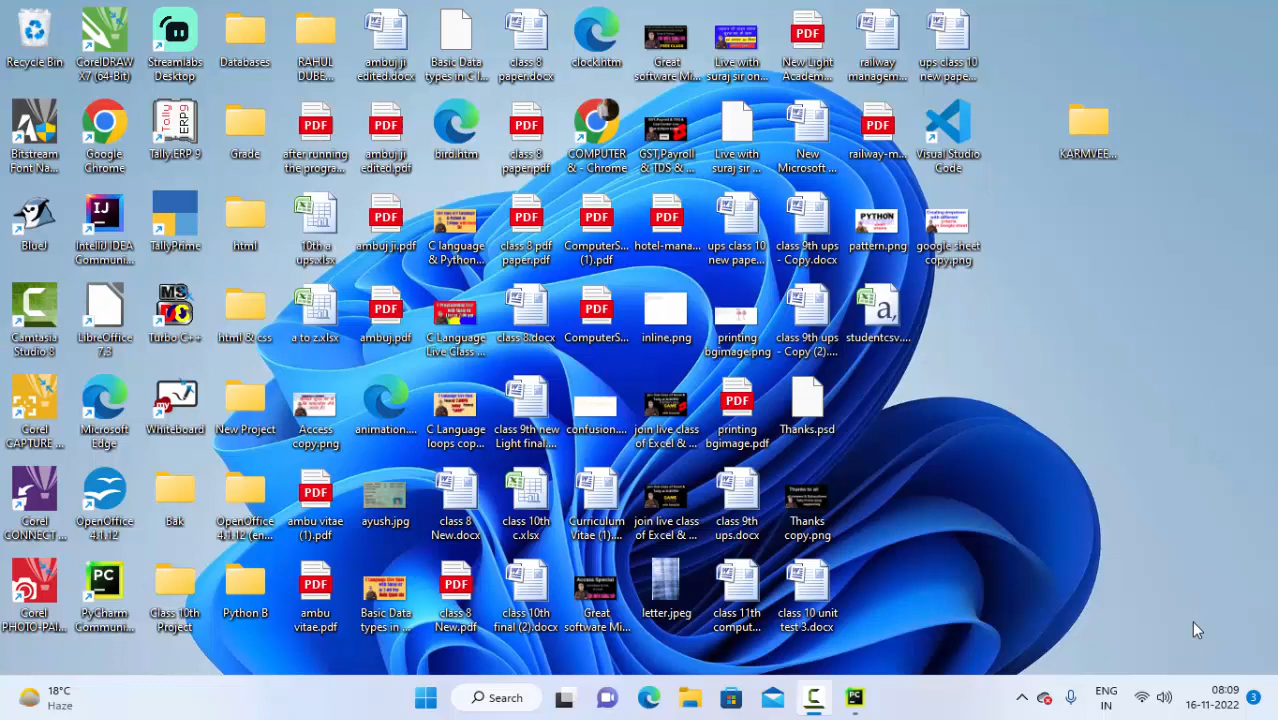 Recycle Bin
CorelDRAW
X7 (64-Bit)
Streamlabs
Desktop
Databases
RAHUL
DUBE...
ambuj ji
edited.docx
Basic Data
types in C l...
class 8
paper.docx
clock.htm
Great
software Mi...
Live with
suraj sir on...
New Light
Academ...
railway
managem...
ups class 10
new pape...
Bitstream
Font Na...
Google
Chrome
Tally.ERP 9
Grade
after running
the progra...
ambuj ji
edited.pdf
bird.htm
class 8
paper.pdf
COMPUTER
& - Chrome
GST,Payroll
& TDS & ...
Live with
suraj sir ...
New
Microsoft ...
railway-m...
Visual Studio
Code
KARMVEE...
BlueJ
IntelliJ IDEA
Communi...
TallyPrime
html
10th a
ups.xlsx
ambuj ji.pdf
C language
& Python...
class 8 pdf
paper.pdf
ComputerS...
(1).pdf
hotel-mana...
ups class 10
new pape...
class 9th ups
- Copy.docx
pattern.png
google sheet
copy.png
Camtasia
Studio 8
LibreOffice
7.3
Turbo C++
html & css
a to z.xlsx
ambuj.pdf
C Language
Live Class ...
class 8.docx
ComputerS...
inline.png
printing
bgimage.png
class 9th ups
- Copy (2)....
studentcsv....
Corel
CAPTURE ...
Microsoft
Edge
Whiteboard
New Project
Access
copy.png
animation....
C Language
loops cop...
class 9th new
Light final....
confusion....
join live class
of Excel & ...
printing
bgimage.pdf
Thanks.psd
Corel
CONNECT ...
OpenOffice
4.1.12
Bak
OpenOffice
4.1.12 (en...
ambu vitae
(1).pdf
ayush.jpg
class 8
New.docx
class 10th
c.xlsx
Curriculum
Vitae (1)....
join live class
of Excel & ...
class 9th
ups.docx
Thanks
copy.png
Corel
PHOTO-PAI...
PyCharm
Communi...
Class 10th
Project
Python B
ambu
vitae.pdf
Basic Data
types in ...
class 8
New.pdf
class 10th
final (2).docx
Great
software Mi...
letter.jpeg
class 11th
comput...
class 10 unit
test 3.docx
18°C
Haze
Search
ENG
IN
08:09
16-11-2022
3